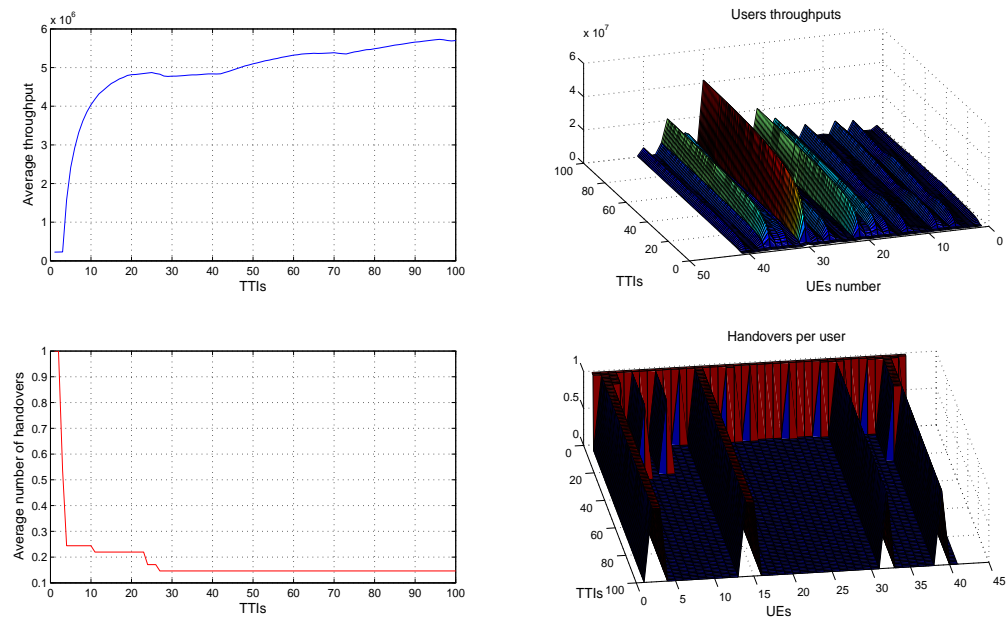 x 10^6
6
5
4
3
2
1
0
Average throughput
0 10 20 30 40 50 60 70 80 90 100
TTIs
Users throughputs
x 10^7
6
4
2
0
100
80
60
40
20
0
TTIs
50 40 30 20 10 0
UEs number
1
0.9
0.8
0.7
0.6
0.5
0.4
0.3
0.2
0.1
Average number of handovers
0 10 20 30 40 50 60 70 80 90 100
TTIs
Handovers per user
1
0.5
0
0
20
40
60
80
100
TTIs
0 5 10 15 20 25 30 35 40 45
UEs